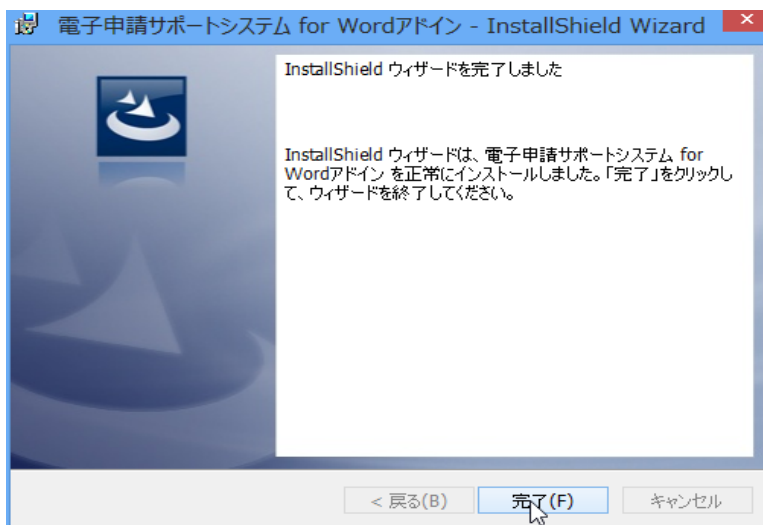 電子申請サポートシステム for Wordアドイン - InstallShield Wizard
InstallShield ウィザードを完了しました
InstallShield ウィザードは、電子申請サポートシステム for
Wordアドイン を正常にインストールしました。「完了」をクリックし
て、ウィザードを終了してください。
< 戻る(B)
完了(F)
キャンセル